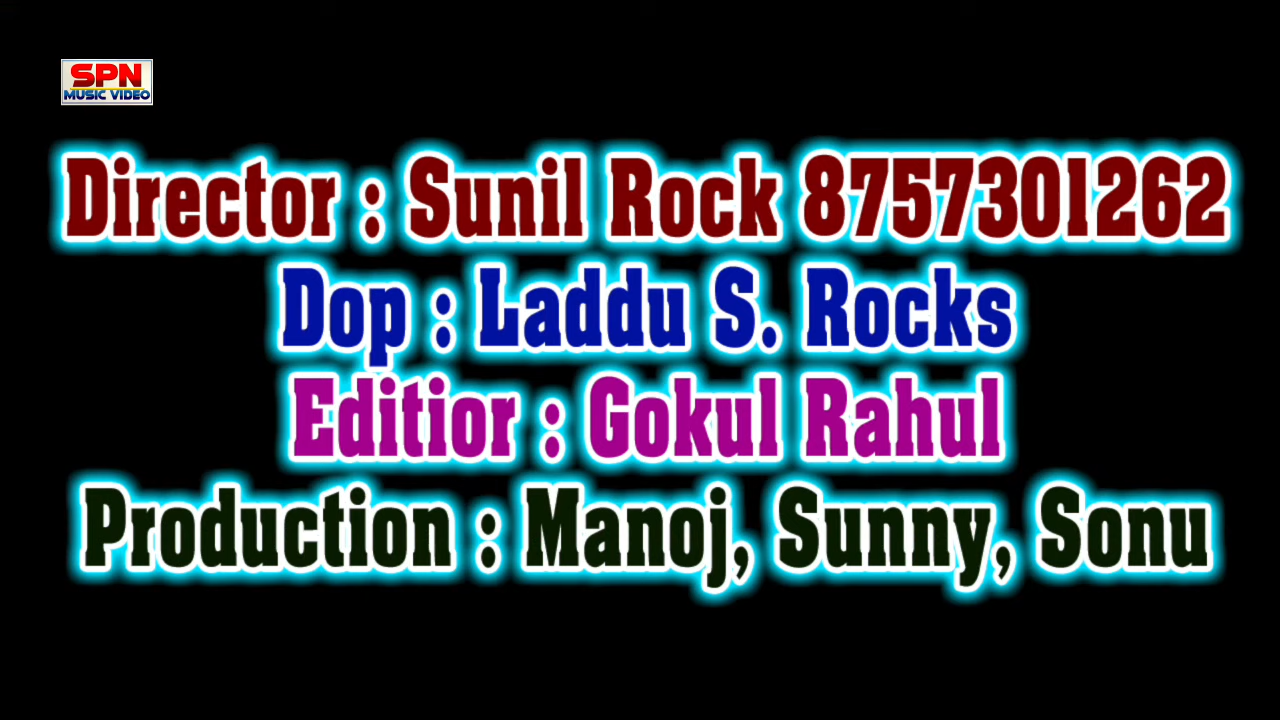 SPN
MUSIC VIDEO
Director : Sunil Rock 8757301262
Dop : Laddu S. Rocks
Editior : Gokul Rahul
Production : Manoj, Sunny, Sonu